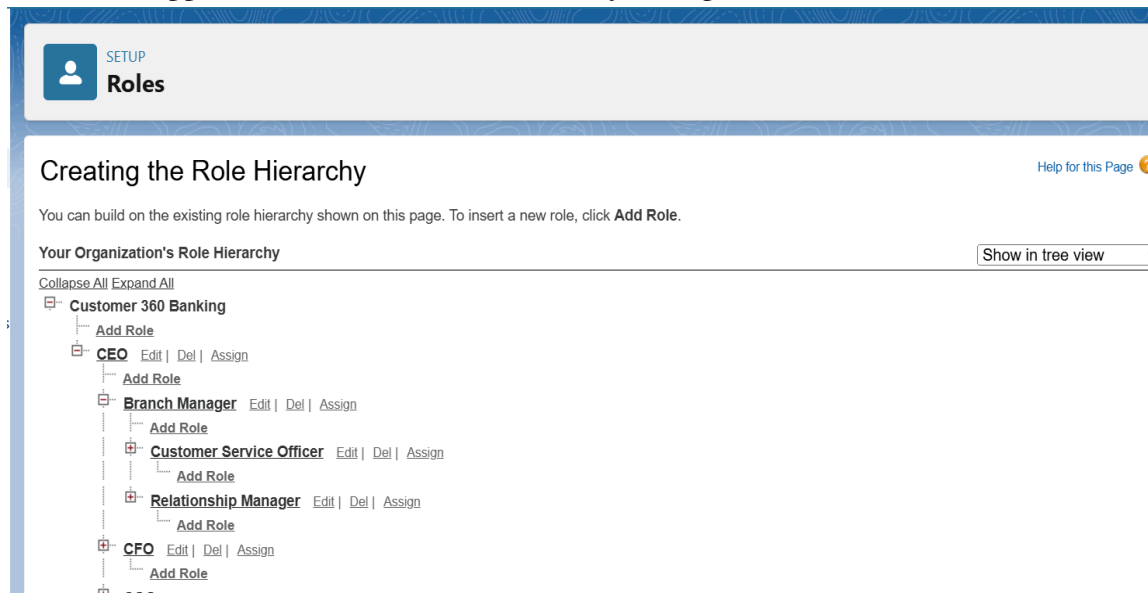 SETUP
Roles
Creating the Role Hierarchy
Help for this Page
You can build on the existing role hierarchy shown on this page. To insert a new role, click Add Role.
Your Organization's Role Hierarchy
Show in tree view
Collapse All Expand All
Customer 360 Banking
Add Role
CEO Edit | Del | Assign
Add Role
Branch Manager Edit | Del | Assign
Add Role
Customer Service Officer Edit | Del | Assign
Add Role
Relationship Manager Edit | Del | Assign
Add Role
CFO Edit | Del | Assign
Add Role